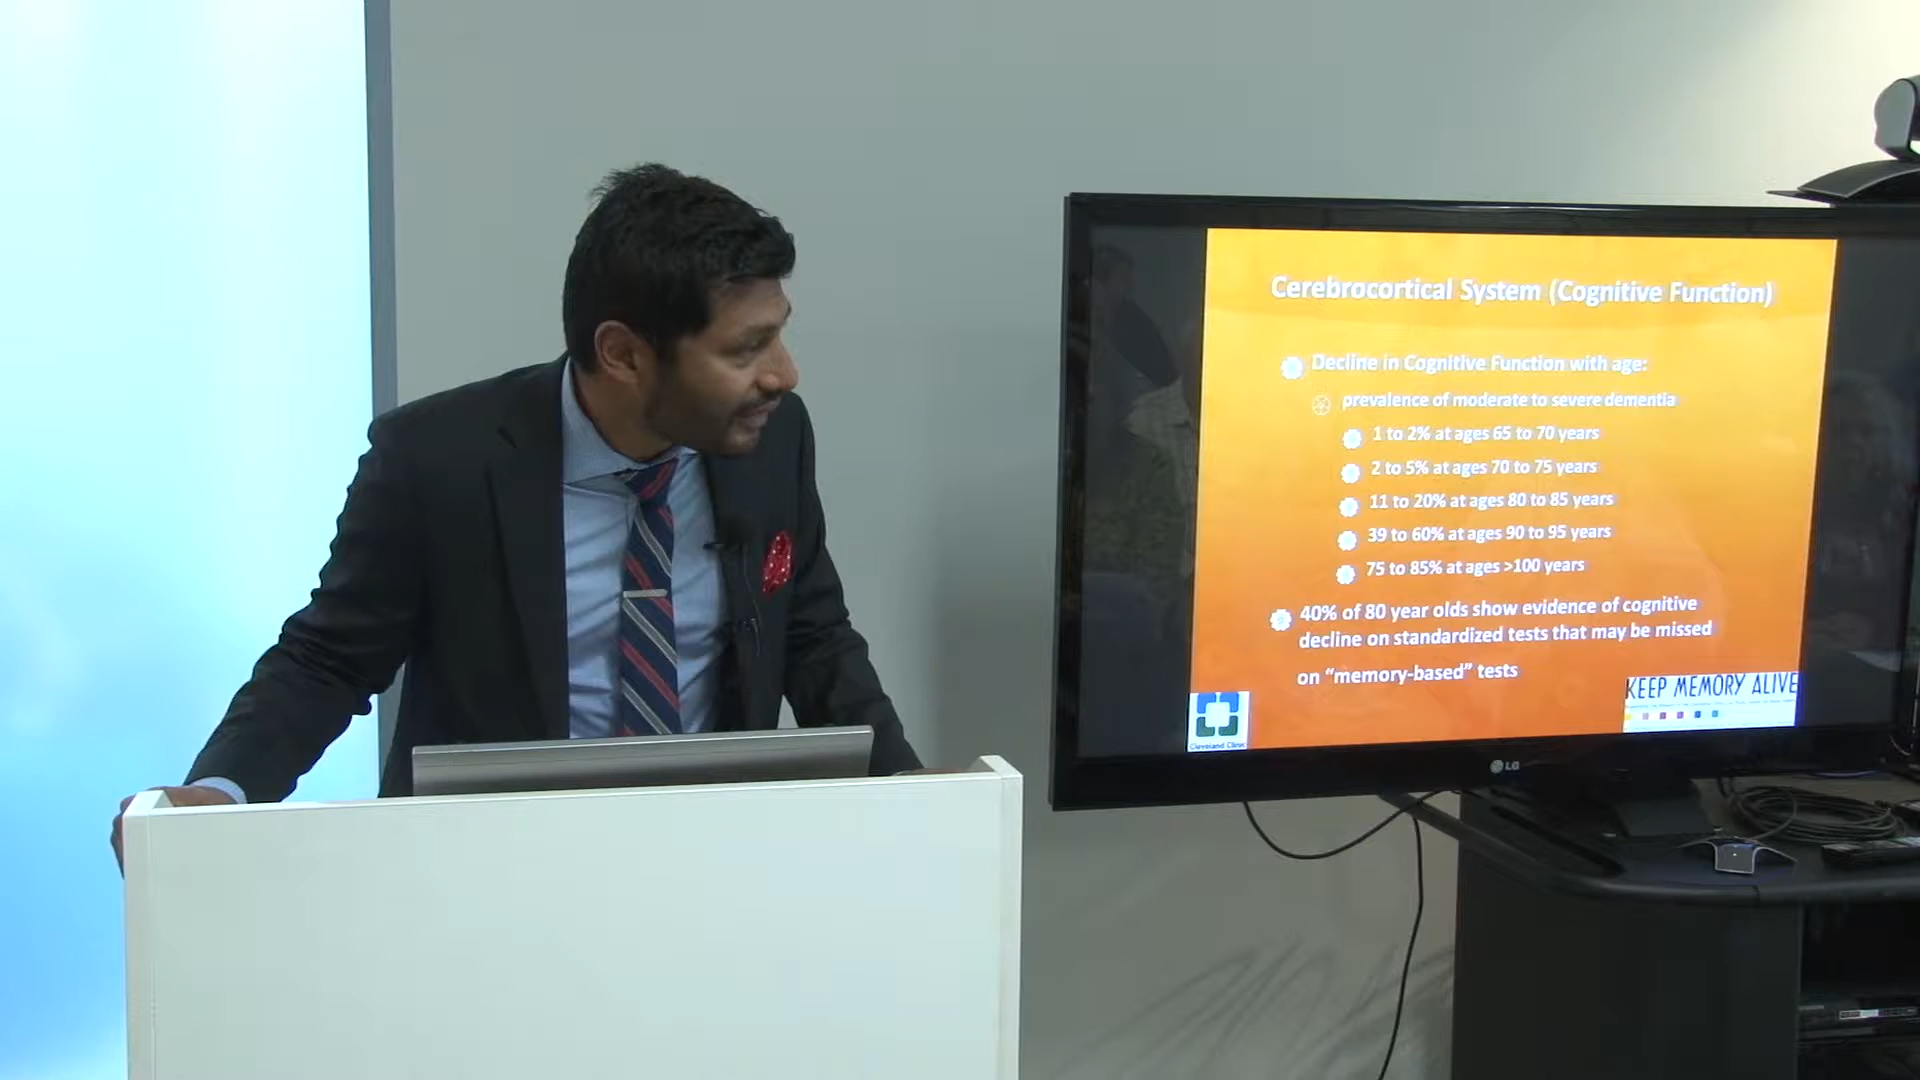 Cerebrocortical System (Cognitive Function)
Decline in Cognitive Function with age:
prevalence of moderate to severe dementia
1 to 2% at ages 65 to 70 years
2 to 5% at ages 70 to 75 years
11 to 20% at ages 80 to 85 years
39 to 60% at ages 90 to 95 years
75 to 85% at ages >100 years
40% of 80 year olds show evidence of cognitive
decline on standardized tests that may be missed
on “memory-based” tests
Cleveland Clinic
KEEP MEMORY ALIVE
LG